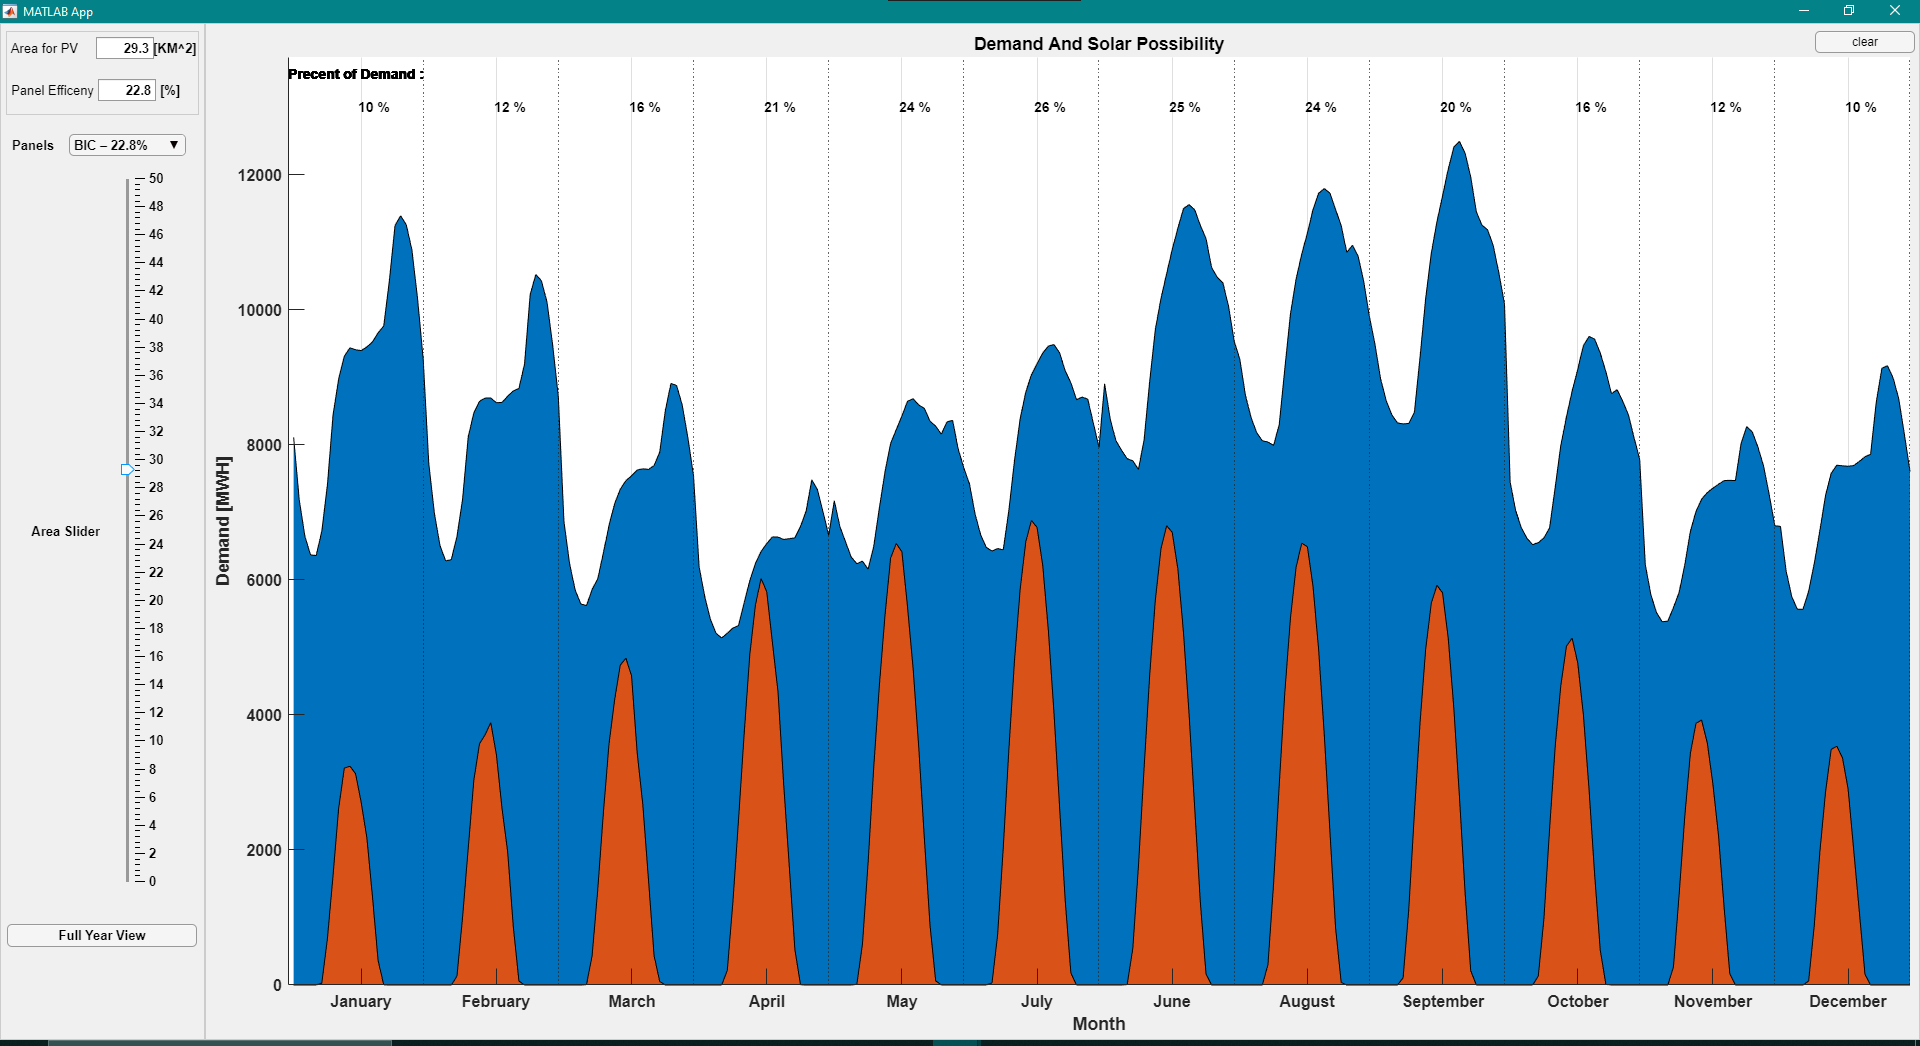 MATLAB App
Area for PV 29.3 [KM^2]
Panel Efficeny 22.8 [%]
Panels BIC – 22.8% ▼
50
48
46
44
42
40
38
36
34
32
30
28
26
24
22
20
18
16
14
12
10
8
6
4
2
0
Area Slider
Full Year View
Demand And Solar Possibility
clear
Precent of Demand :
10 % 12 % 16 % 21 % 24 % 26 % 25 % 24 % 20 % 16 % 12 % 10 %
12000
10000
8000
6000
4000
2000
0
Demand [MWH]
January February March April May July June August September October November December
Month